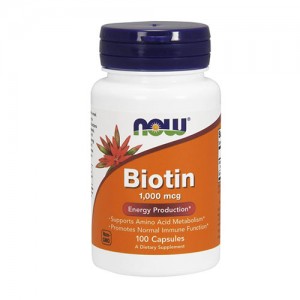 now
Biotin
1,000 mcg
Energy Production*
• Supports Amino Acid Metabolism*
• Promotes Normal Immune Function*
100 Capsules
A Dietary Supplement